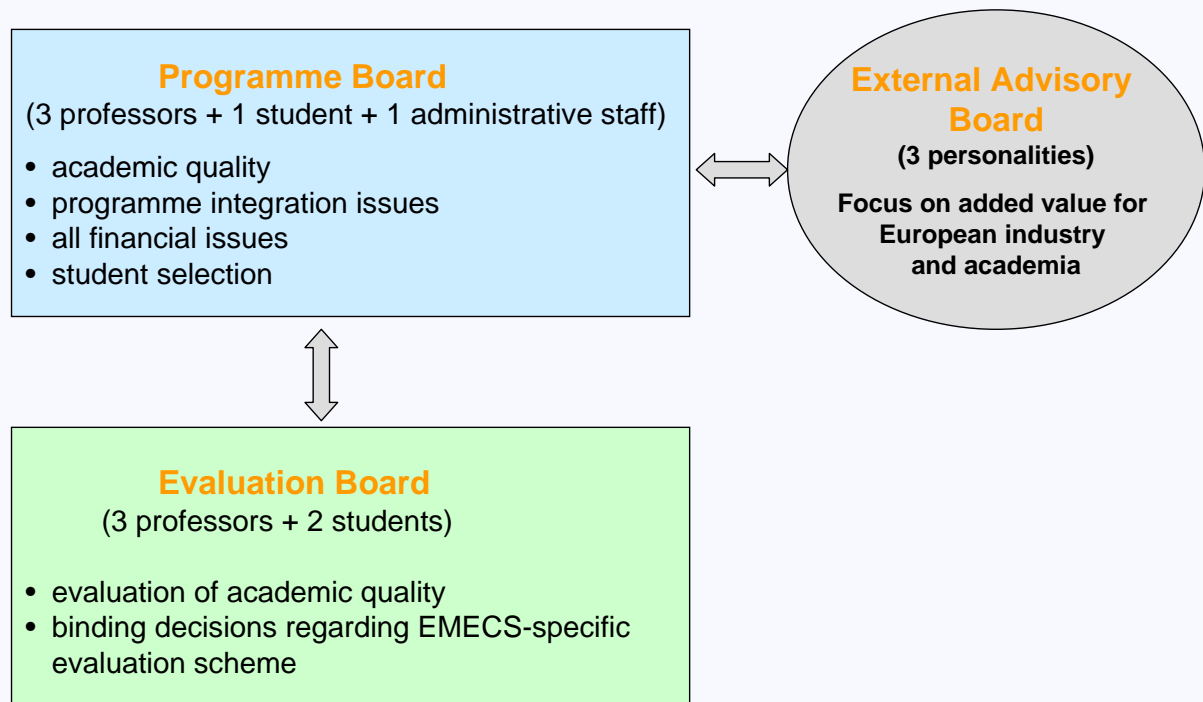 Programme Board
(3 professors + 1 student + 1 administrative staff)
• academic quality
• programme integration issues
• all financial issues
• student selection
External Advisory
Board
(3 personalities)
Focus on added value for
European industry
and academia
Evaluation Board
(3 professors + 2 students)
• evaluation of academic quality
• binding decisions regarding EMECS-specific
evaluation scheme